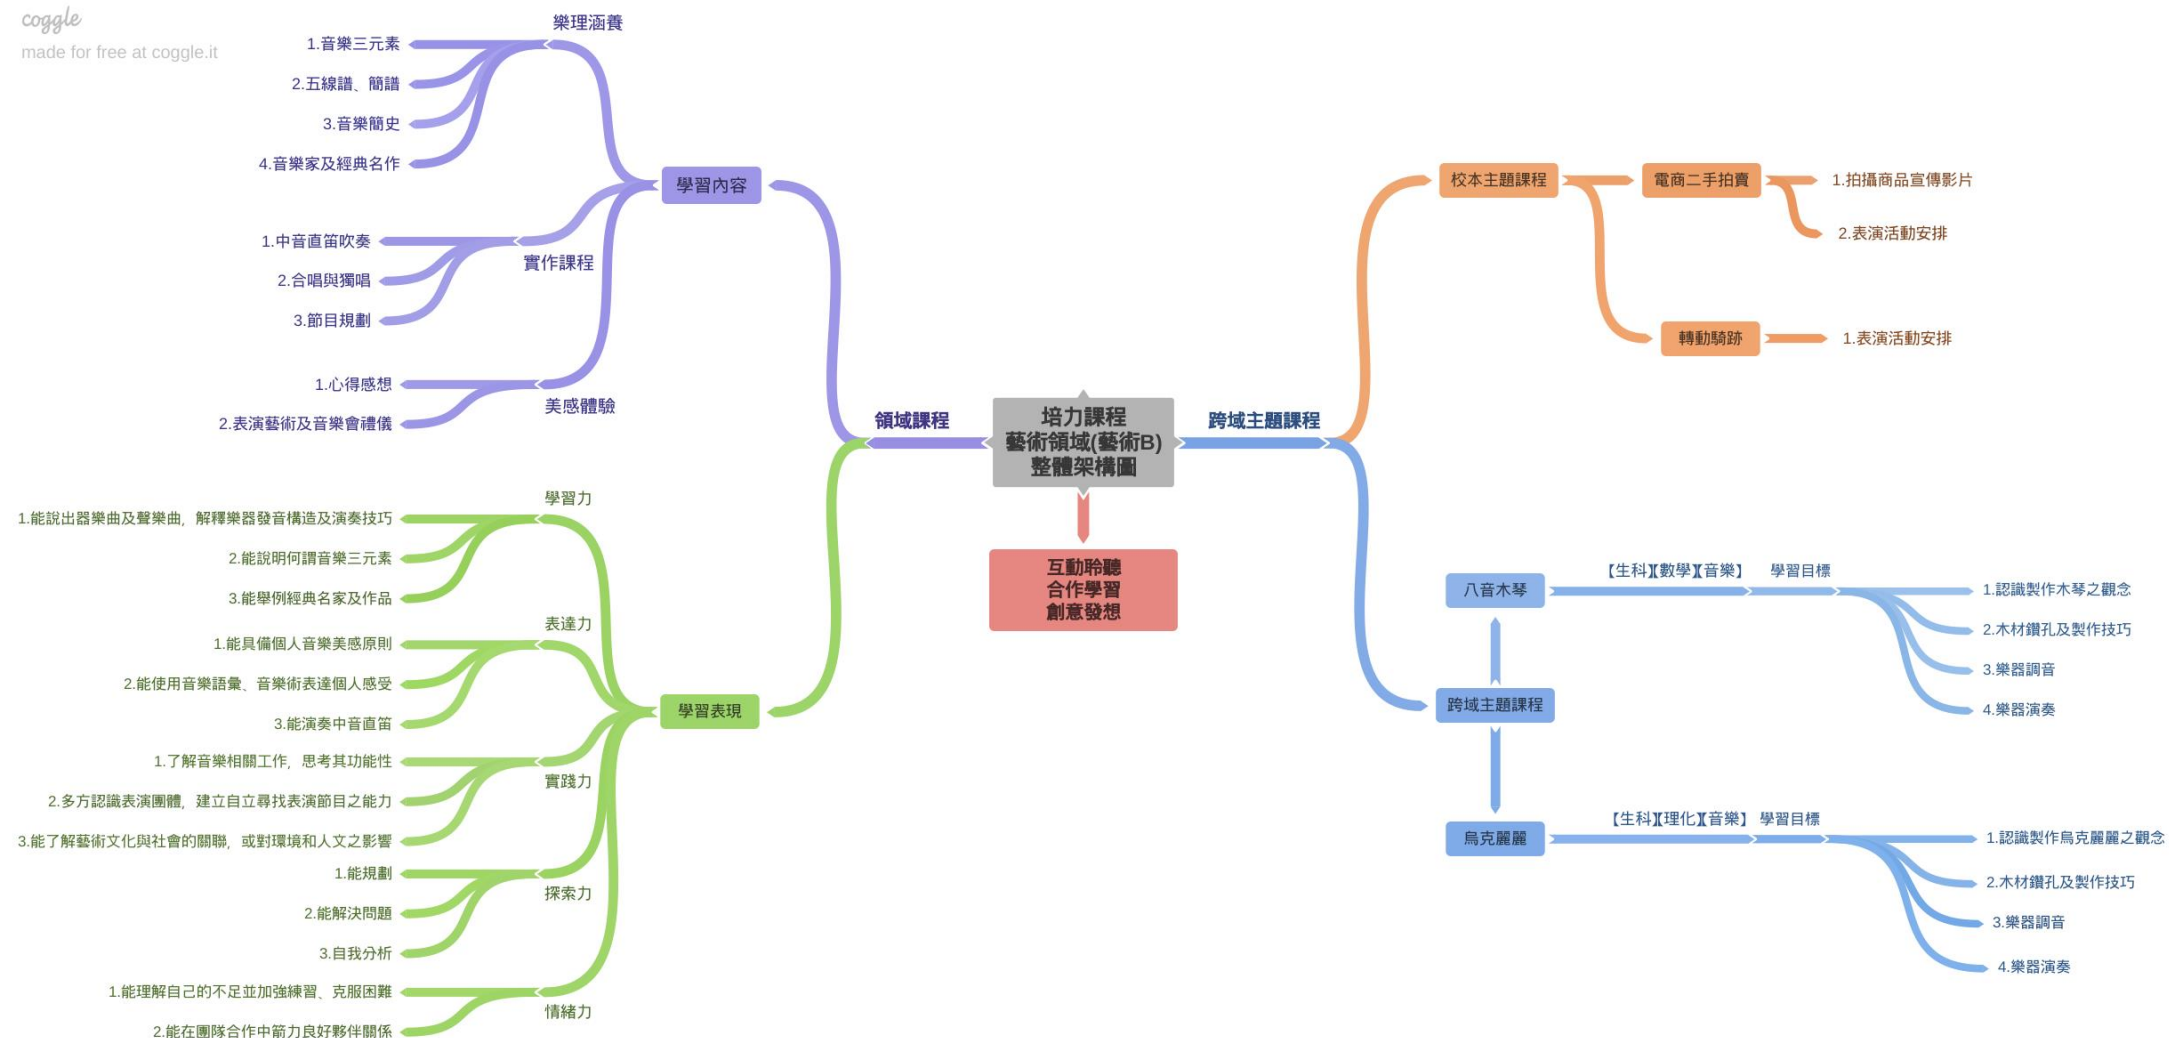 coggle
made for free at coggle.it
培力課程
藝術領域(藝術B)
整體架構圖
互動聆聽
合作學習
創意發想
領域課程
學習內容
樂理涵養
1.音樂三元素
2.五線譜、簡譜
3.音樂簡史
4.音樂家及經典名作
實作課程
1.中音直笛吹奏
2.合唱與獨唱
3.節目規劃
美感體驗
1.心得感想
2.表演藝術及音樂會禮儀
學習表現
學習力
1.能說出器樂曲及聲樂曲，解釋樂器發音構造及演奏技巧
2.能說明何謂音樂三元素
3.能舉例經典名家及作品
表達力
1.能具備個人音樂美感原則
2.能使用音樂語彙、音樂術表達個人感受
3.能演奏中音直笛
實踐力
1.了解音樂相關工作，思考其功能性
2.多方認識表演團體，建立自立尋找表演節目之能力
3.能了解藝術文化與社會的關聯，或對環境和人文之影響
探索力
1.能規劃
2.能解決問題
3.自我分析
情緒力
1.能理解自己的不足並加強練習、克服困難
2.能在團隊合作中箭力良好夥伴關係
跨域主題課程
校本主題課程
電商二手拍賣
1.拍攝商品宣傳影片
2.表演活動安排
轉動騎跡
1.表演活動安排
跨域主題課程
八音木琴
【生科】【數學】【音樂】
學習目標
1.認識製作木琴之觀念
2.木材鑽孔及製作技巧
3.樂器調音
4.樂器演奏
烏克麗麗
【生科】【理化】【音樂】
學習目標
1.認識製作烏克麗麗之觀念
2.木材鑽孔及製作技巧
3.樂器調音
4.樂器演奏